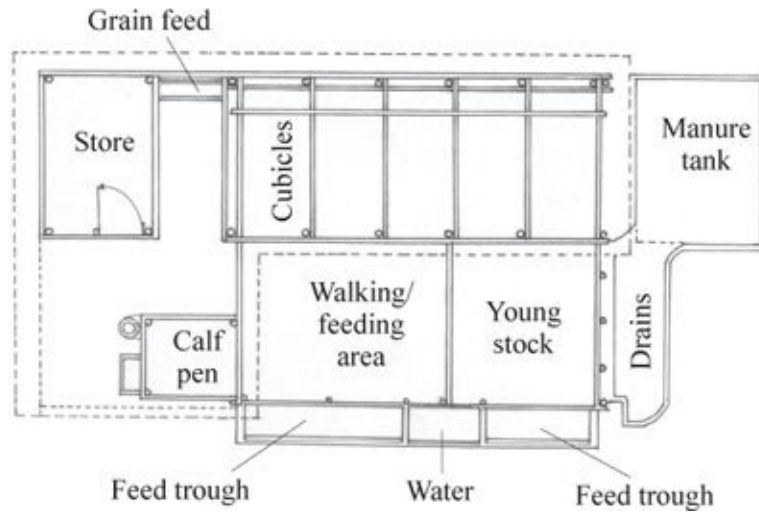 Grain feed
Store
Cubicles
Manure
tank
Walking/
feeding
area
Young
stock
Drains
Calf
pen
Feed trough
Water
Feed trough